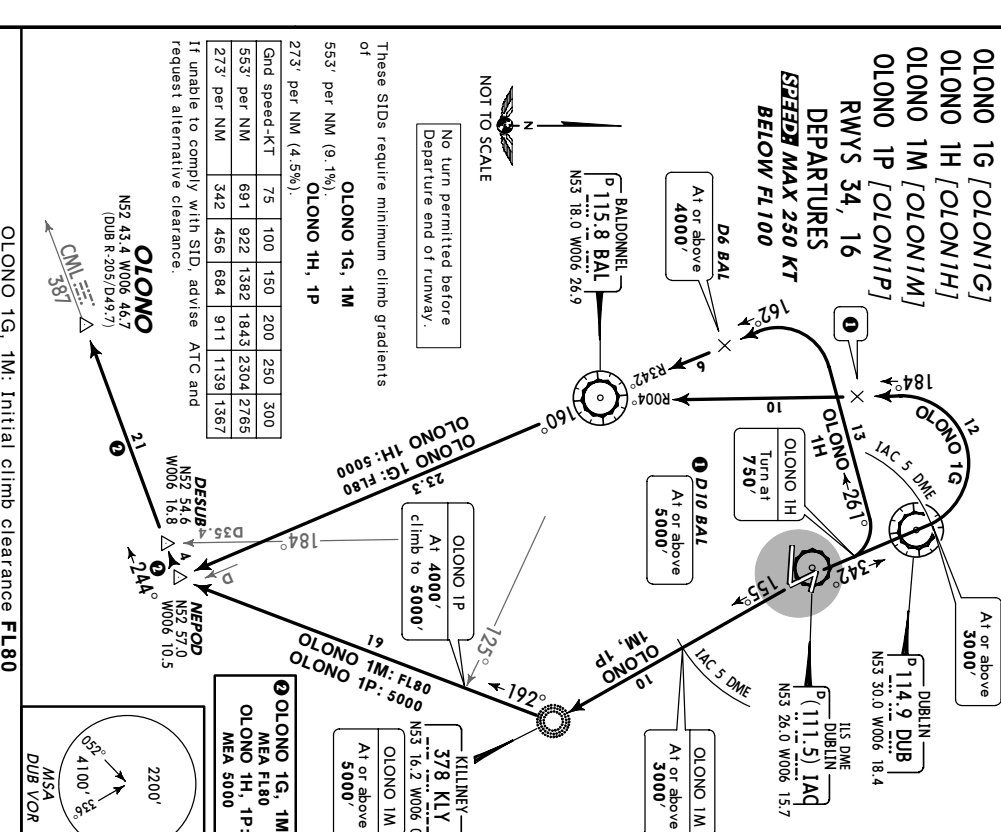 OLONO 1G [OLON1G]
OLONO 1H [OLON1H]
OLONO 1M [OLON1M]
OLONO 1P [OLON1P]
RWYS 34, 16
DEPARTURES
SPEED: MAX 250 KT
BELOW FL100
NOT TO SCALE
N
No turn permitted before
Departure end of runway.
These SIDs require minimum climb gradients
of
OLONO 1G, 1M
553' per NM (9.1%).
OLONO 1H, 1P
273' per NM (4.5%).
Gnd speed-KT 75 100 150 200 250 300
553' per NM 691 922 1382 1843 2304 2765
273' per NM 342 456 684 911 1139 1367
If unable to comply with SID, advise ATC and
request alternative clearance.
BALDONNEL
D 115.8 BAL
N53 18.0 W006 26.9
D6 BAL
At or above
4000'
1
162°
R342
6
R004°
10
184°
OLONO 1G
12
13
OLONO
1H
261°
IAC 5 DME
OLONO 1H
Turn at
750'
1 D10 BAL
At or above
5000'
342°
155°
At or above
3000'
DUBLIN
D 114.9 DUB
N53 30.0 W006 18.4
ILS DME
DUBLIN
D (111.5) IAC
N53 26.0 W006 15.7
IAC 5 DME
OLONO
1M, 1P
10
OLONO 1M
At or above
3000'
KILLINEY
378 KLY
N53 16.2 W006
OLONO 1M
At or above
5000'
192°
125°
OLONO 1P
At 4000'
climb to 5000'
19
OLONO 1M: FL80
OLONO 1P: 5000
160°
23.3
OLONO 1G: FL80
OLONO 1H: 5000
184°
D35.4
D
4
2
244°
NEPOD
N52 57.0
W006 10.5
DESUB
N52 54.6
W006 16.8
21
2
OLONO
N52 43.4 W006 46.7
(DUB R-205/D49.7)
CML
387
2 OLONO 1G, 1M
MEA FL80
OLONO 1H, 1P:
MEA 5000
052°
4100'
336°
2200'
MSA
DUB VOR
OLONO 1G, 1M: Initial climb clearance FL80